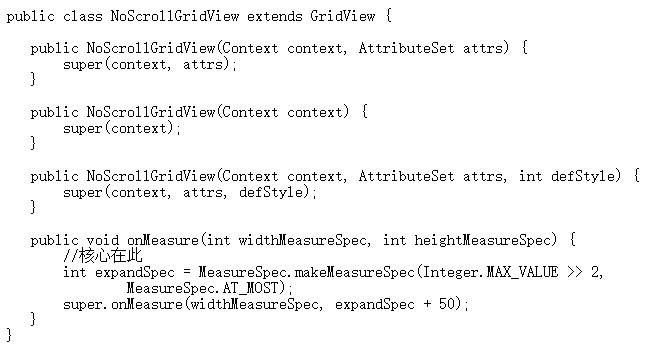 public class NoScrollGridView extends GridView {
public NoScrollGridView(Context context, AttributeSet attrs) {
super(context, attrs);
}
public NoScrollGridView(Context context) {
super(context);
}
public NoScrollGridView(Context context, AttributeSet attrs, int defStyle) {
super(context, attrs, defStyle);
}
public void onMeasure(int widthMeasureSpec, int heightMeasureSpec) {
//核心在此
int expandSpec = MeasureSpec.makeMeasureSpec(Integer.MAX_VALUE >> 2,
MeasureSpec.AT_MOST);
super.onMeasure(widthMeasureSpec, expandSpec + 50);
}
}